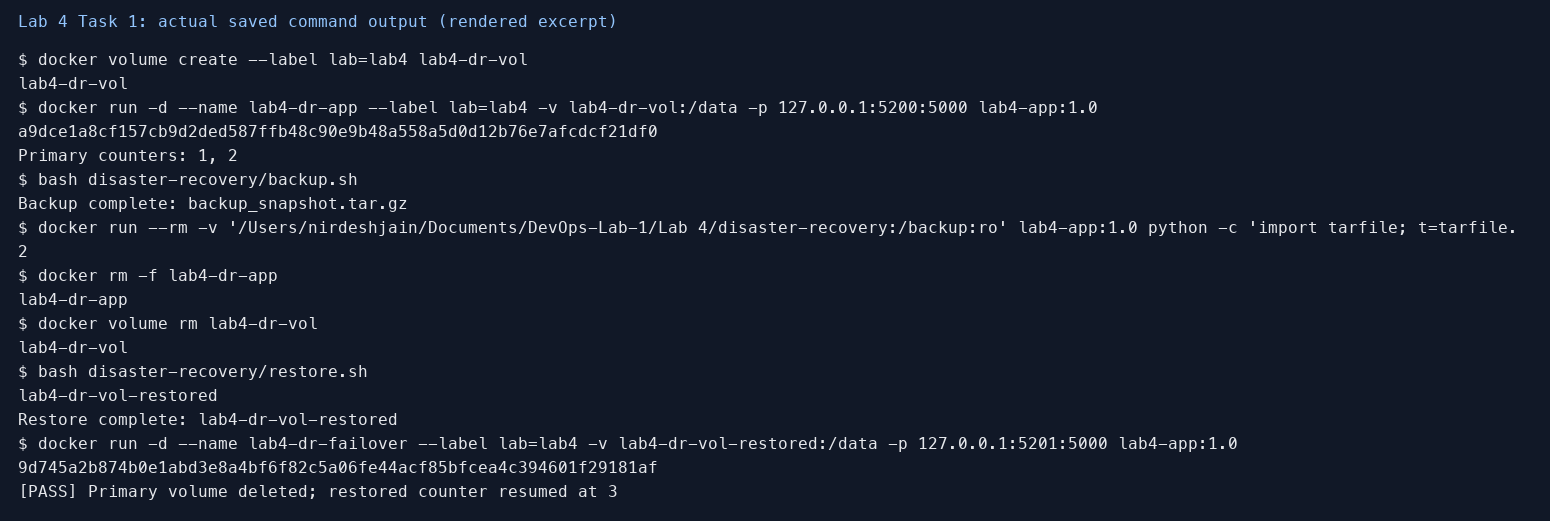 Lab 4 Task 1: actual saved command output (rendered excerpt)
$ docker volume create --label lab=lab4 lab4-dr-vol
lab4-dr-vol
$ docker run -d --name lab4-dr-app --label lab=lab4 -v lab4-dr-vol:/data -p 127.0.0.1:5200:5000 lab4-app:1.0
a9dce1a8cf157cb9d2ded587ffb48c90e9b48a558a5d0d12b76e7afcdcf21df0
Primary counters: 1, 2
$ bash disaster-recovery/backup.sh
Backup complete: backup_snapshot.tar.gz
$ docker run --rm -v '/Users/nirdeshjain/Documents/DevOps-Lab-1/Lab 4/disaster-recovery:/backup:ro' lab4-app:1.0 python -c 'import tarfile; t=tarfile.
2
$ docker rm -f lab4-dr-app
lab4-dr-app
$ docker volume rm lab4-dr-vol
lab4-dr-vol
$ bash disaster-recovery/restore.sh
lab4-dr-vol-restored
Restore complete: lab4-dr-vol-restored
$ docker run -d --name lab4-dr-failover --label lab=lab4 -v lab4-dr-vol-restored:/data -p 127.0.0.1:5201:5000 lab4-app:1.0
9d745a2b874b0e1abd3e8a4bf6f82c5a06fe44acf85bfcea4c394601f29181af
[PASS] Primary volume deleted; restored counter resumed at 3